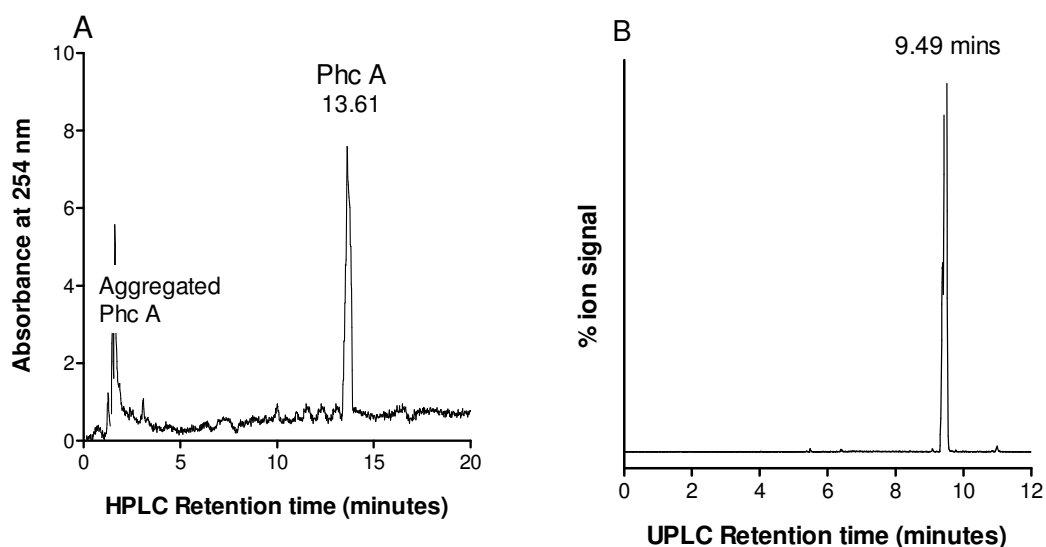 A
10
8
6
4
2
0
Absorbance at 254 nm
Phc A
13.61
Aggregated
Phc A
0
5
10
15
20
HPLC Retention time (minutes)
B
9.49 mins
% ion signal
0
2
4
6
8
10
12
UPLC Retention time (minutes)